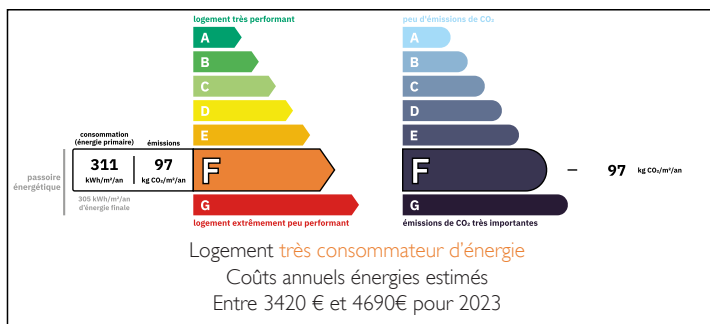 logement très performant
A
B
C
D
E
consommation
(énergie primaire)
émissions
311
kWh/m²/an
97
kg CO₂/m²/an
F
passoire
énergétique
305 kWh/m²/an
d'énergie finale
G
logement extrêmement peu performant
peu d'émissions de CO₂
A
B
C
D
E
F
97 kg CO₂/m²/an
G
émissions de CO₂ très importantes
Logement très consommateur d'énergie
Coûts annuels énergies estimés
Entre 3420 € et 4690€ pour 2023